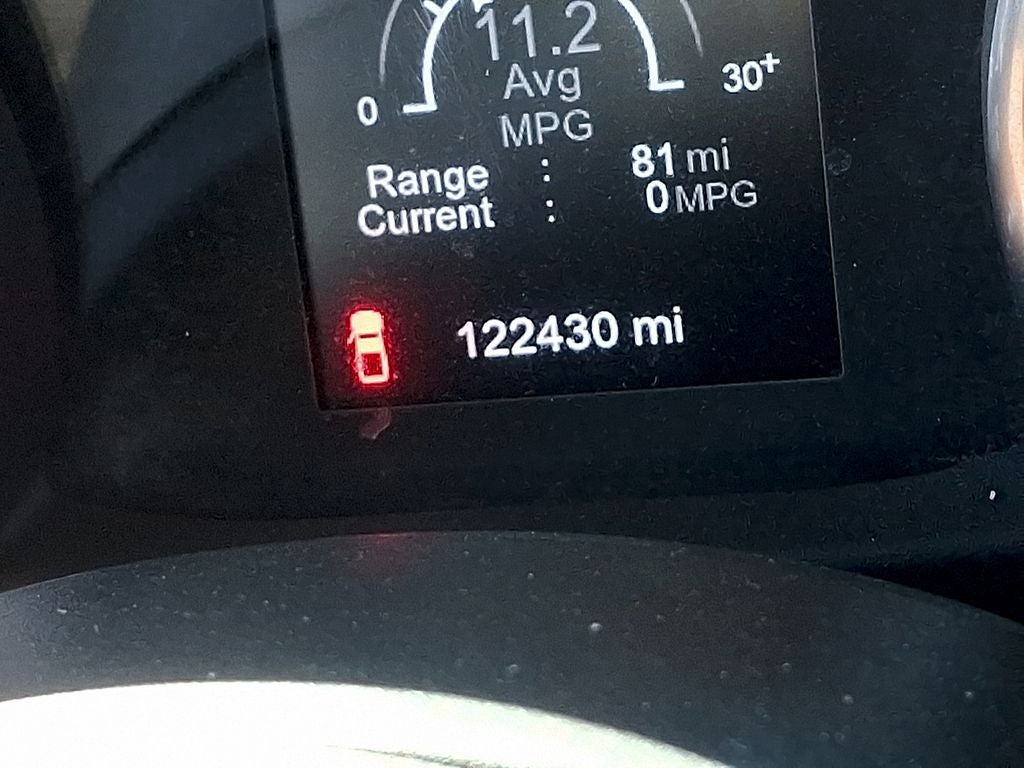 11.2
Avg
MPG
0
30+
Range : 81 mi
Current : 0 MPG
122430 mi